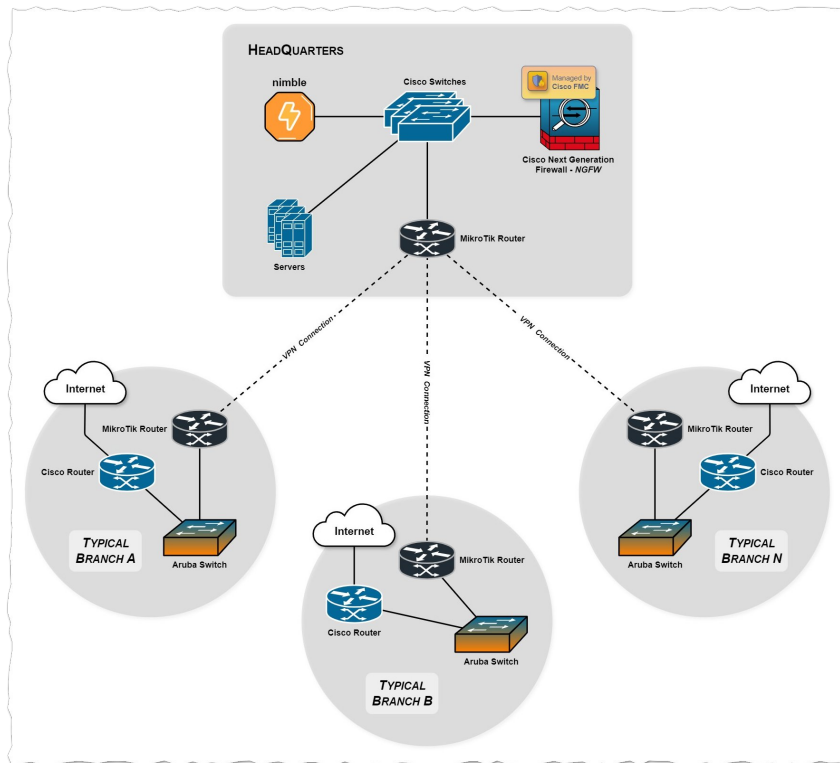 HEADQUARTERS
nimble
Cisco Switches
Managed by
Cisco FMC
Cisco Next Generation
Firewall - NGFW
Servers
MikroTik Router
VPN Connection
VPN Connection
VPN Connection
Internet
MikroTik Router
Cisco Router
TYPICAL
BRANCH A
Aruba Switch
Internet
MikroTik Router
Cisco Router
Aruba Switch
TYPICAL
BRANCH B
Internet
MikroTik Router
Cisco Router
Aruba Switch
TYPICAL
BRANCH N